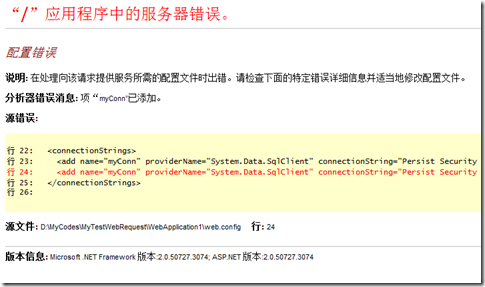 “/”应用程序中的服务器错误。
配置错误
说明: 在处理向该请求提供服务所需的配置文件时出错。请检查下面的特定错误详细信息并适当地修改配置文件。
分析器错误消息: 项“myConn”已添加。
源错误:
行 22:   <connectionStrings>
行 23:     <add name="myConn" providerName="System.Data.SqlClient" connectionString="Persist Security
行 24:     <add name="myConn" providerName="System.Data.SqlClient" connectionString="Persist Security
行 25:   </connectionStrings>
行 26:
源文件: D:\MyCodes\MyTestWebRequest\WebApplication1\web.config    行: 24
版本信息: Microsoft .NET Framework 版本:2.0.50727.3074; ASP.NET 版本:2.0.50727.3074